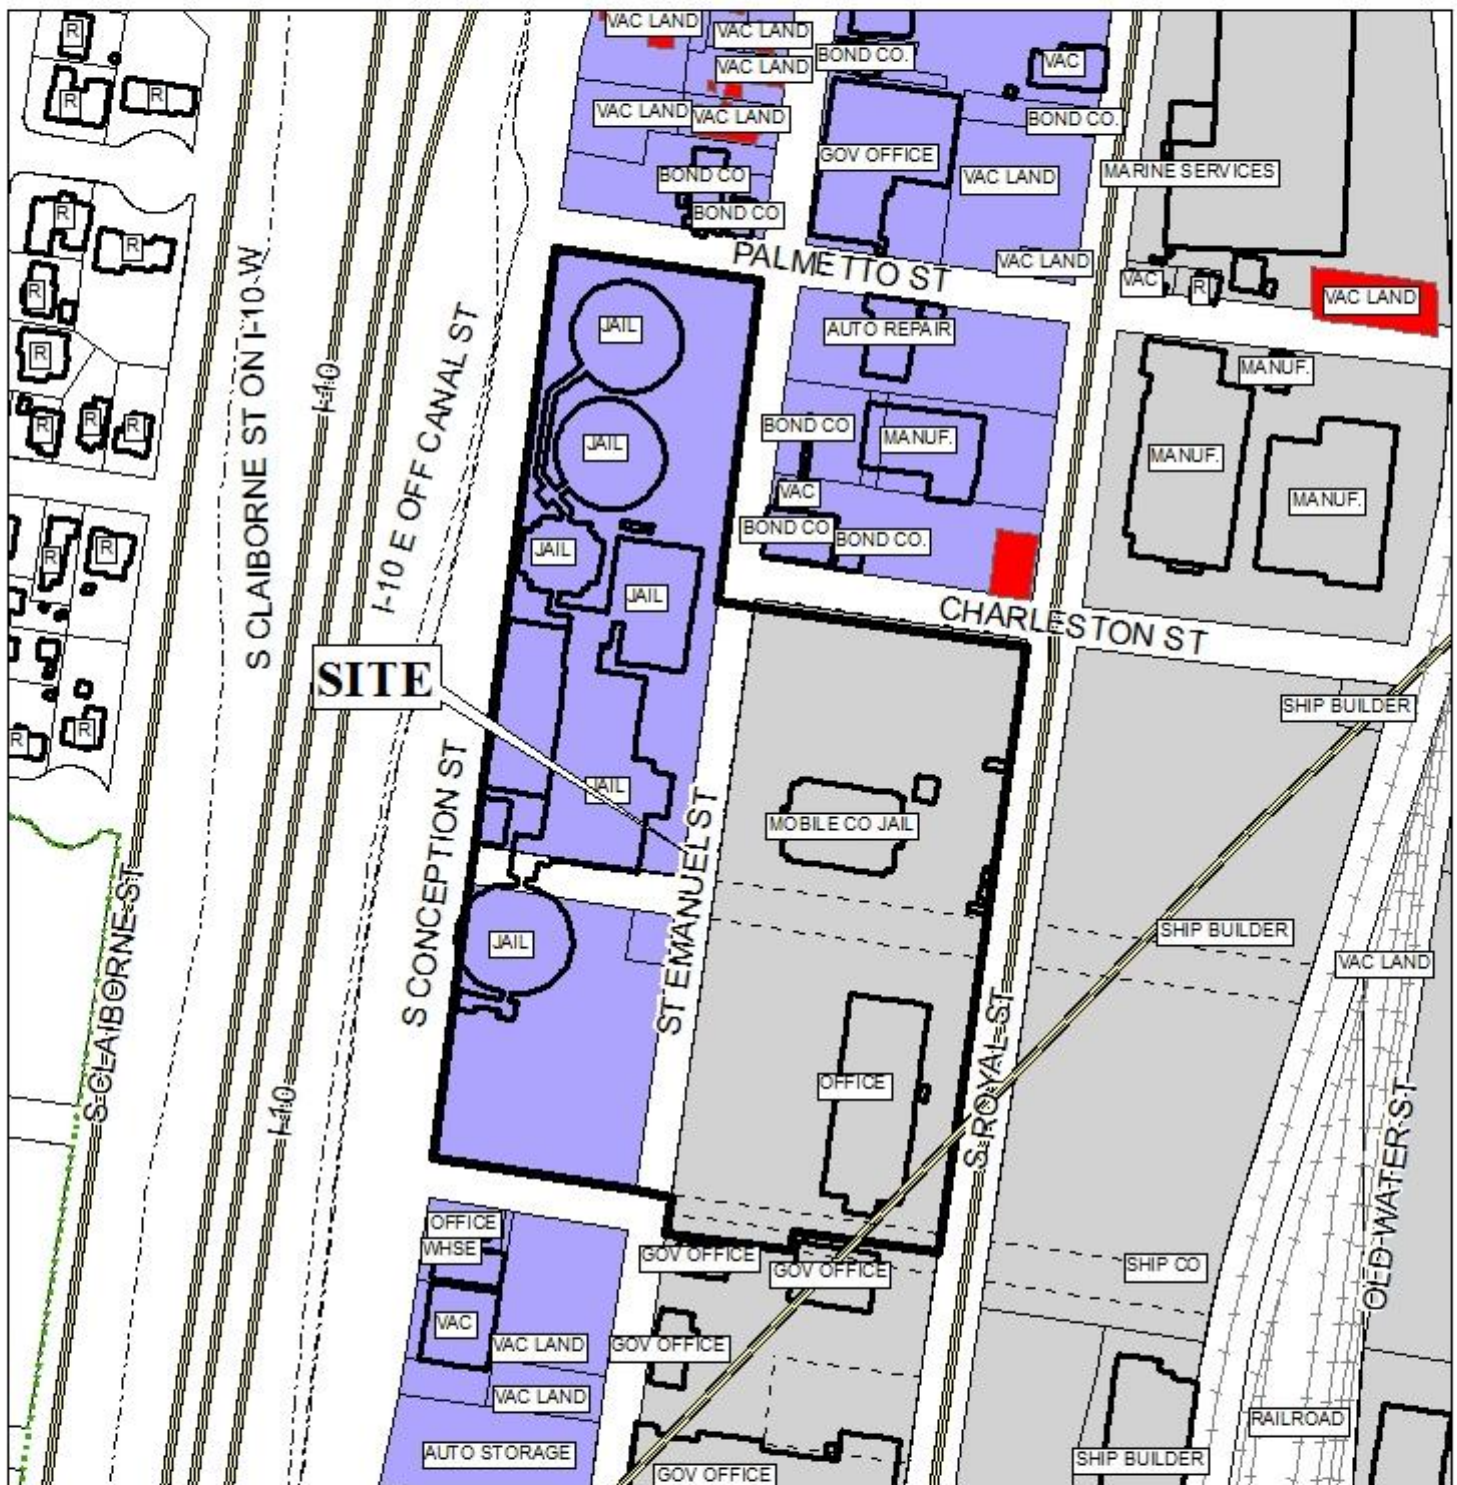 R
VAC LAND
VAC LAND
BOND CO.
VAC
R
R
VAC LAND
VAC LAND
VAC LAND
BOND CO.
GOV OFFICE
MARINE SERVICES
BOND CO
VAC LAND
R
BOND CO
R
PALMETTO ST
VAC LAND
VAC
R
R
VAC LAND
JAIL
AUTO REPAIR
R
MANUF.
I-10
S CLAIBORNE ST ON I-10 W
I-10 E OFF CANAL ST
R
R
R
JAIL
BOND CO
MANUF.
MANUF.
VAC
MANUF.
BOND CO
BOND CO.
R
R
JAIL
JAIL
CHARLESTON ST
SITE
SHIP BUILDER
R
R
JAIL
MOBILE CO JAIL
S CONCEPTION ST
ST EMANUEL ST
S CLAIBORNE ST
JAIL
SHIP BUILDER
VAC LAND
I-10
OFFICE
S ROYAL ST
OLD WATER ST
OFFICE
WHSE
GOV OFFICE
GOV OFFICE
SHIP CO
VAC
VAC LAND
GOV OFFICE
VAC LAND
RAILROAD
AUTO STORAGE
SHIP BUILDER
GOV OFFICE